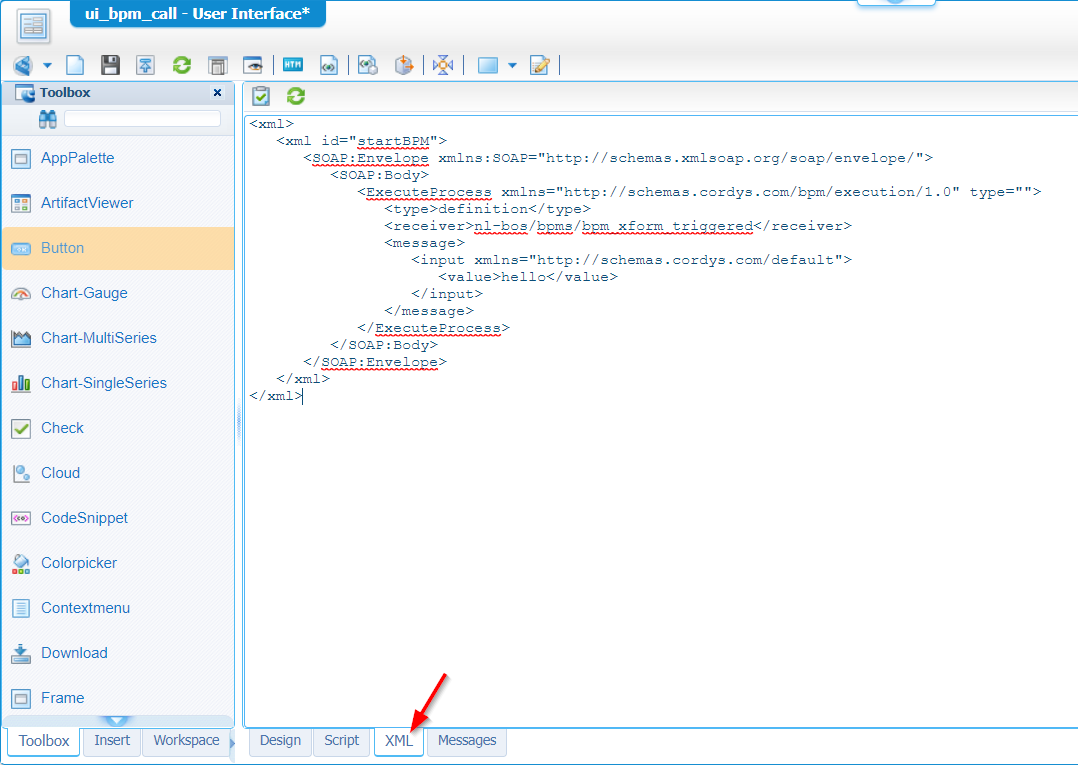 ui_bpm_call - User Interface*
HTM
Toolbox
AppPalette
ArtifactViewer
Button
Chart-Gauge
Chart-MultiSeries
Chart-SingleSeries
Check
Cloud
CodeSnippet
Colorpicker
Contextmenu
Download
Frame
Toolbox Insert Workspace
<xml>
<xml id="startBPM">
<SOAP:Envelope xmlns:SOAP="http://schemas.xmlsoap.org/soap/envelope/">
<SOAP:Body>
<ExecuteProcess xmlns="http://schemas.cordys.com/bpm/execution/1.0" type="">
<type>definition</type>
<receiver>nl-bos/bpms/bpm_xform_triggered</receiver>
<message>
<input xmlns="http://schemas.cordys.com/default">
<value>hello</value>
</input>
</message>
</ExecuteProcess>
</SOAP:Body>
</SOAP:Envelope>
</xml>
</xml>
Design Script XML Messages